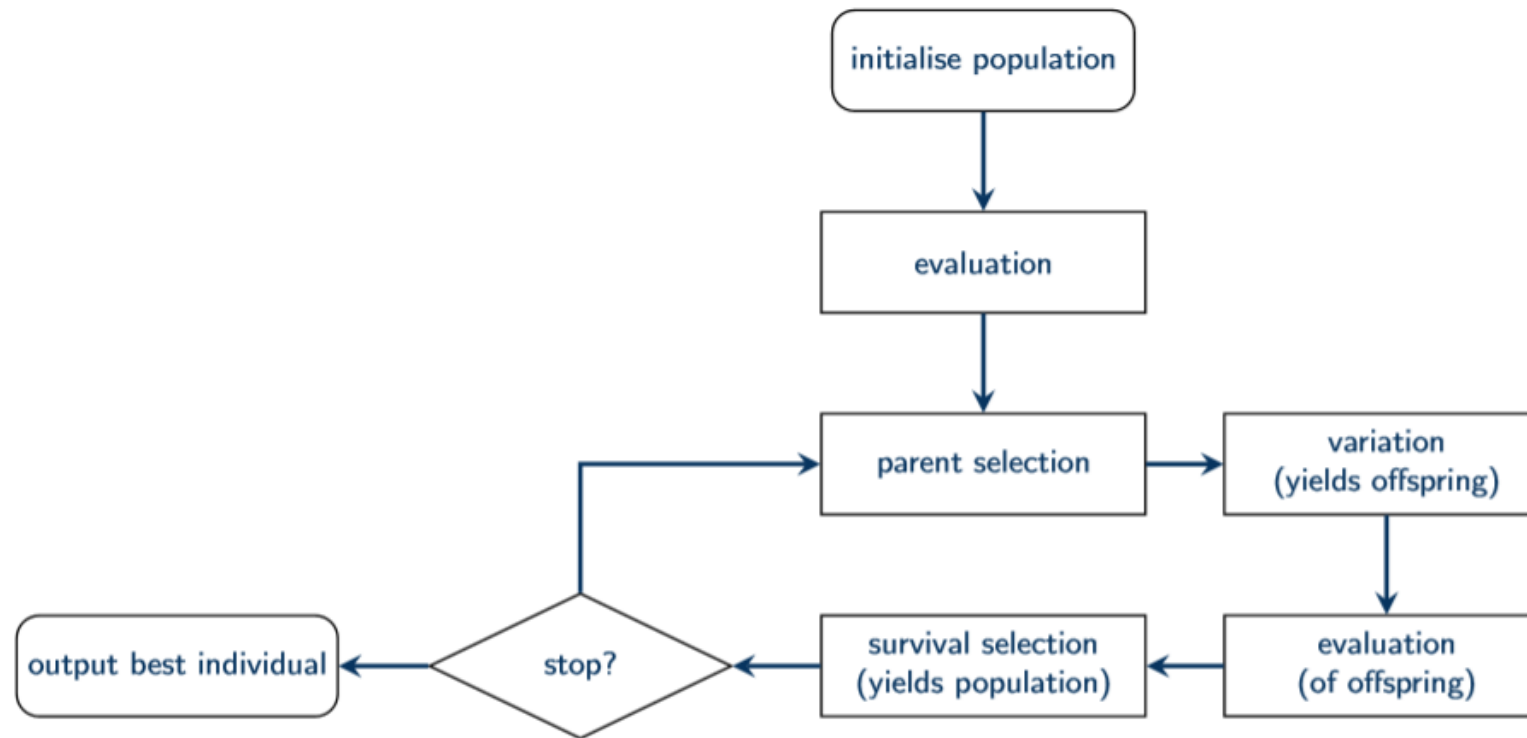 initialise population
evaluation
parent selection
variation
(yields offspring)
evaluation
(of offspring)
survival selection
(yields population)
stop?
output best individual